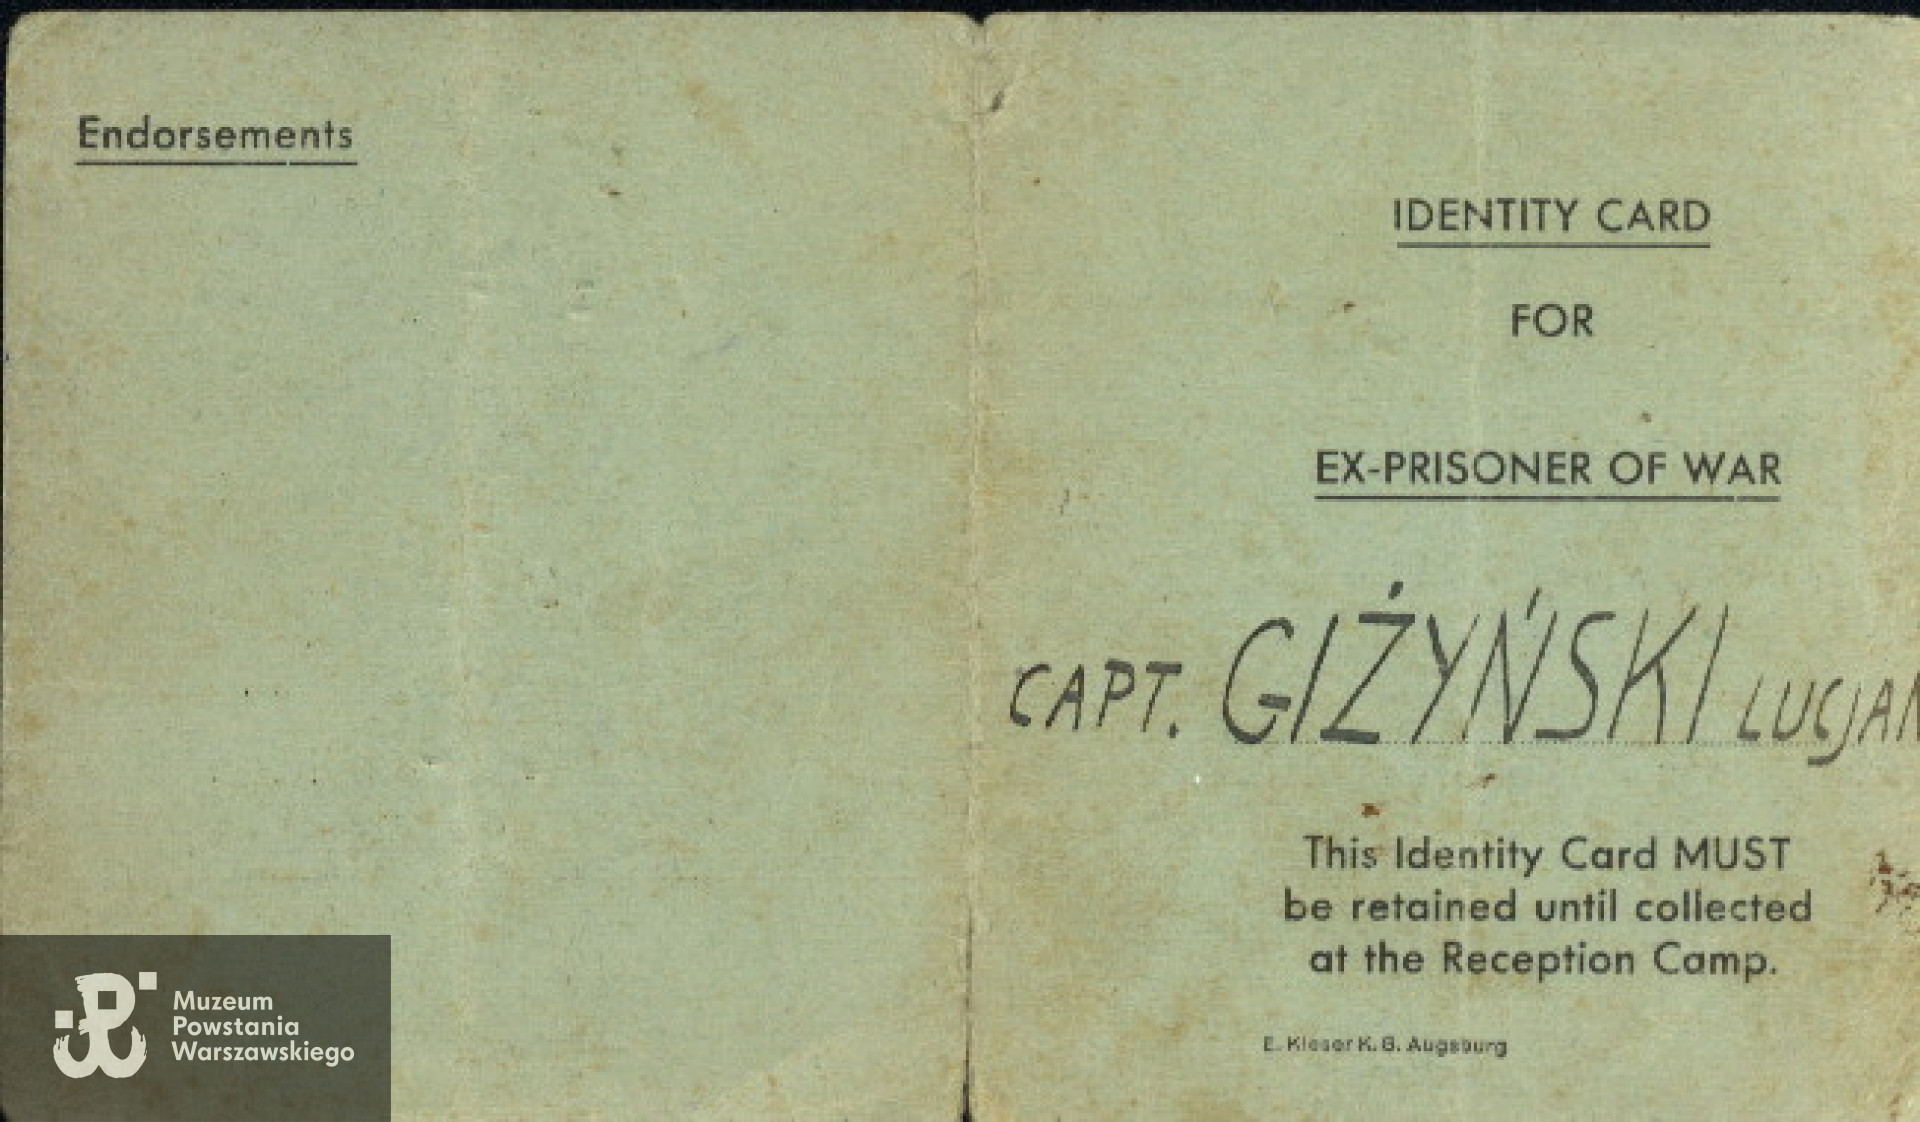 Endorsements
IDENTITY CARD
FOR
EX-PRISONER OF WAR
CAPT. GIŻYŃSKI LUCJAN
This Identity Card MUST
be retained until collected
at the Reception Camp.
E. Kieser K. G. Augsburg
Muzeum
Powstania
Warszawskiego